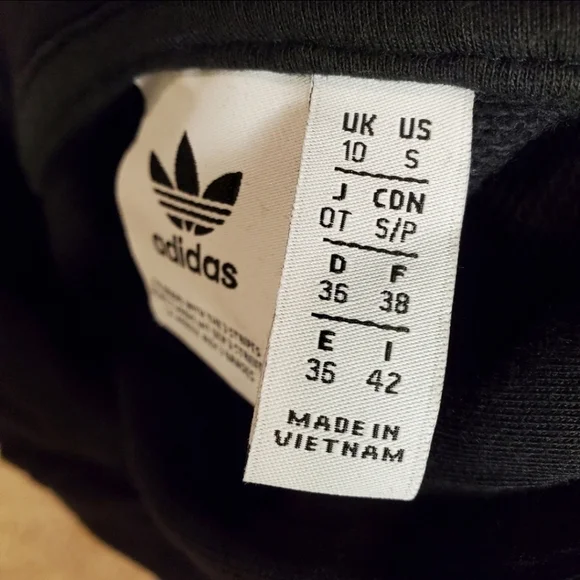 adidas
UK US
10 S
J CDN
OT S/P
D F
36 38
E I
36 42
MADE IN
VIETNAM